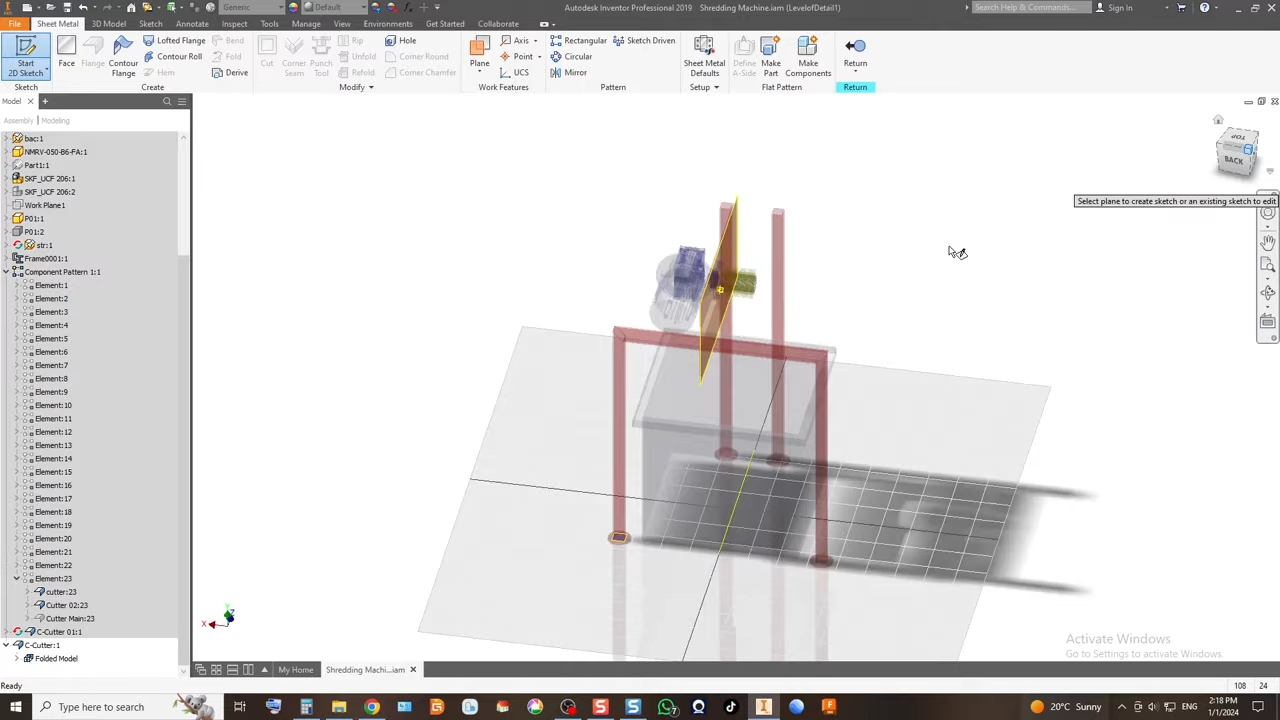 Generic
Default
Autodesk Inventor Professional 2019 Shredding Machine.iam (LevelofDetail1)
Search Help & Commands...
Sign In
File Sheet Metal 3D Model Sketch Annotate Inspect Tools Manage View Environments Get Started Vault Collaborate
Start
2D Sketch
Sketch
Face
Flange
Contour
Flange
Lofted Flange
Contour Roll
Hem
Bend
Fold
Derive
Create
Cut
Corner
Seam
Punch
Tool
Rip
Unfold
Refold
Hole
Corner Round
Corner Chamfer
Modify
Plane
Axis
Point
UCS
Work Features
Rectangular
Circular
Mirror
Sketch Driven
Pattern
Sheet Metal
Defaults
Setup
Define
A-Side
Make
Part
Make
Components
Flat Pattern
Return
Return
Model
Assembly Modeling
bac:1
NMRV-050-B6-FA:1
Part1:1
SKF_UCF 206:1
SKF_UCF 206:2
Work Plane1
P01:1
P01:2
str:1
Frame0001:1
Component Pattern 1:1
Element:1
Element:2
Element:3
Element:4
Element:5
Element:6
Element:7
Element:8
Element:9
Element:10
Element:11
Element:12
Element:13
Element:14
Element:15
Element:16
Element:17
Element:18
Element:19
Element:20
Element:21
Element:22
Element:23
cutter:23
Cutter 02:23
Cutter Main:23
C-Cutter 01:1
C-Cutter:1
Folded Model
TOP
BACK
Select plane to create sketch or an existing sketch to edit
X
Y
Z
Activate Windows
Go to Settings to activate Windows.
My Home
Shredding Machi...iam
Ready
108 24
Type here to search
20°C Sunny
2:18 PM
1/1/2024